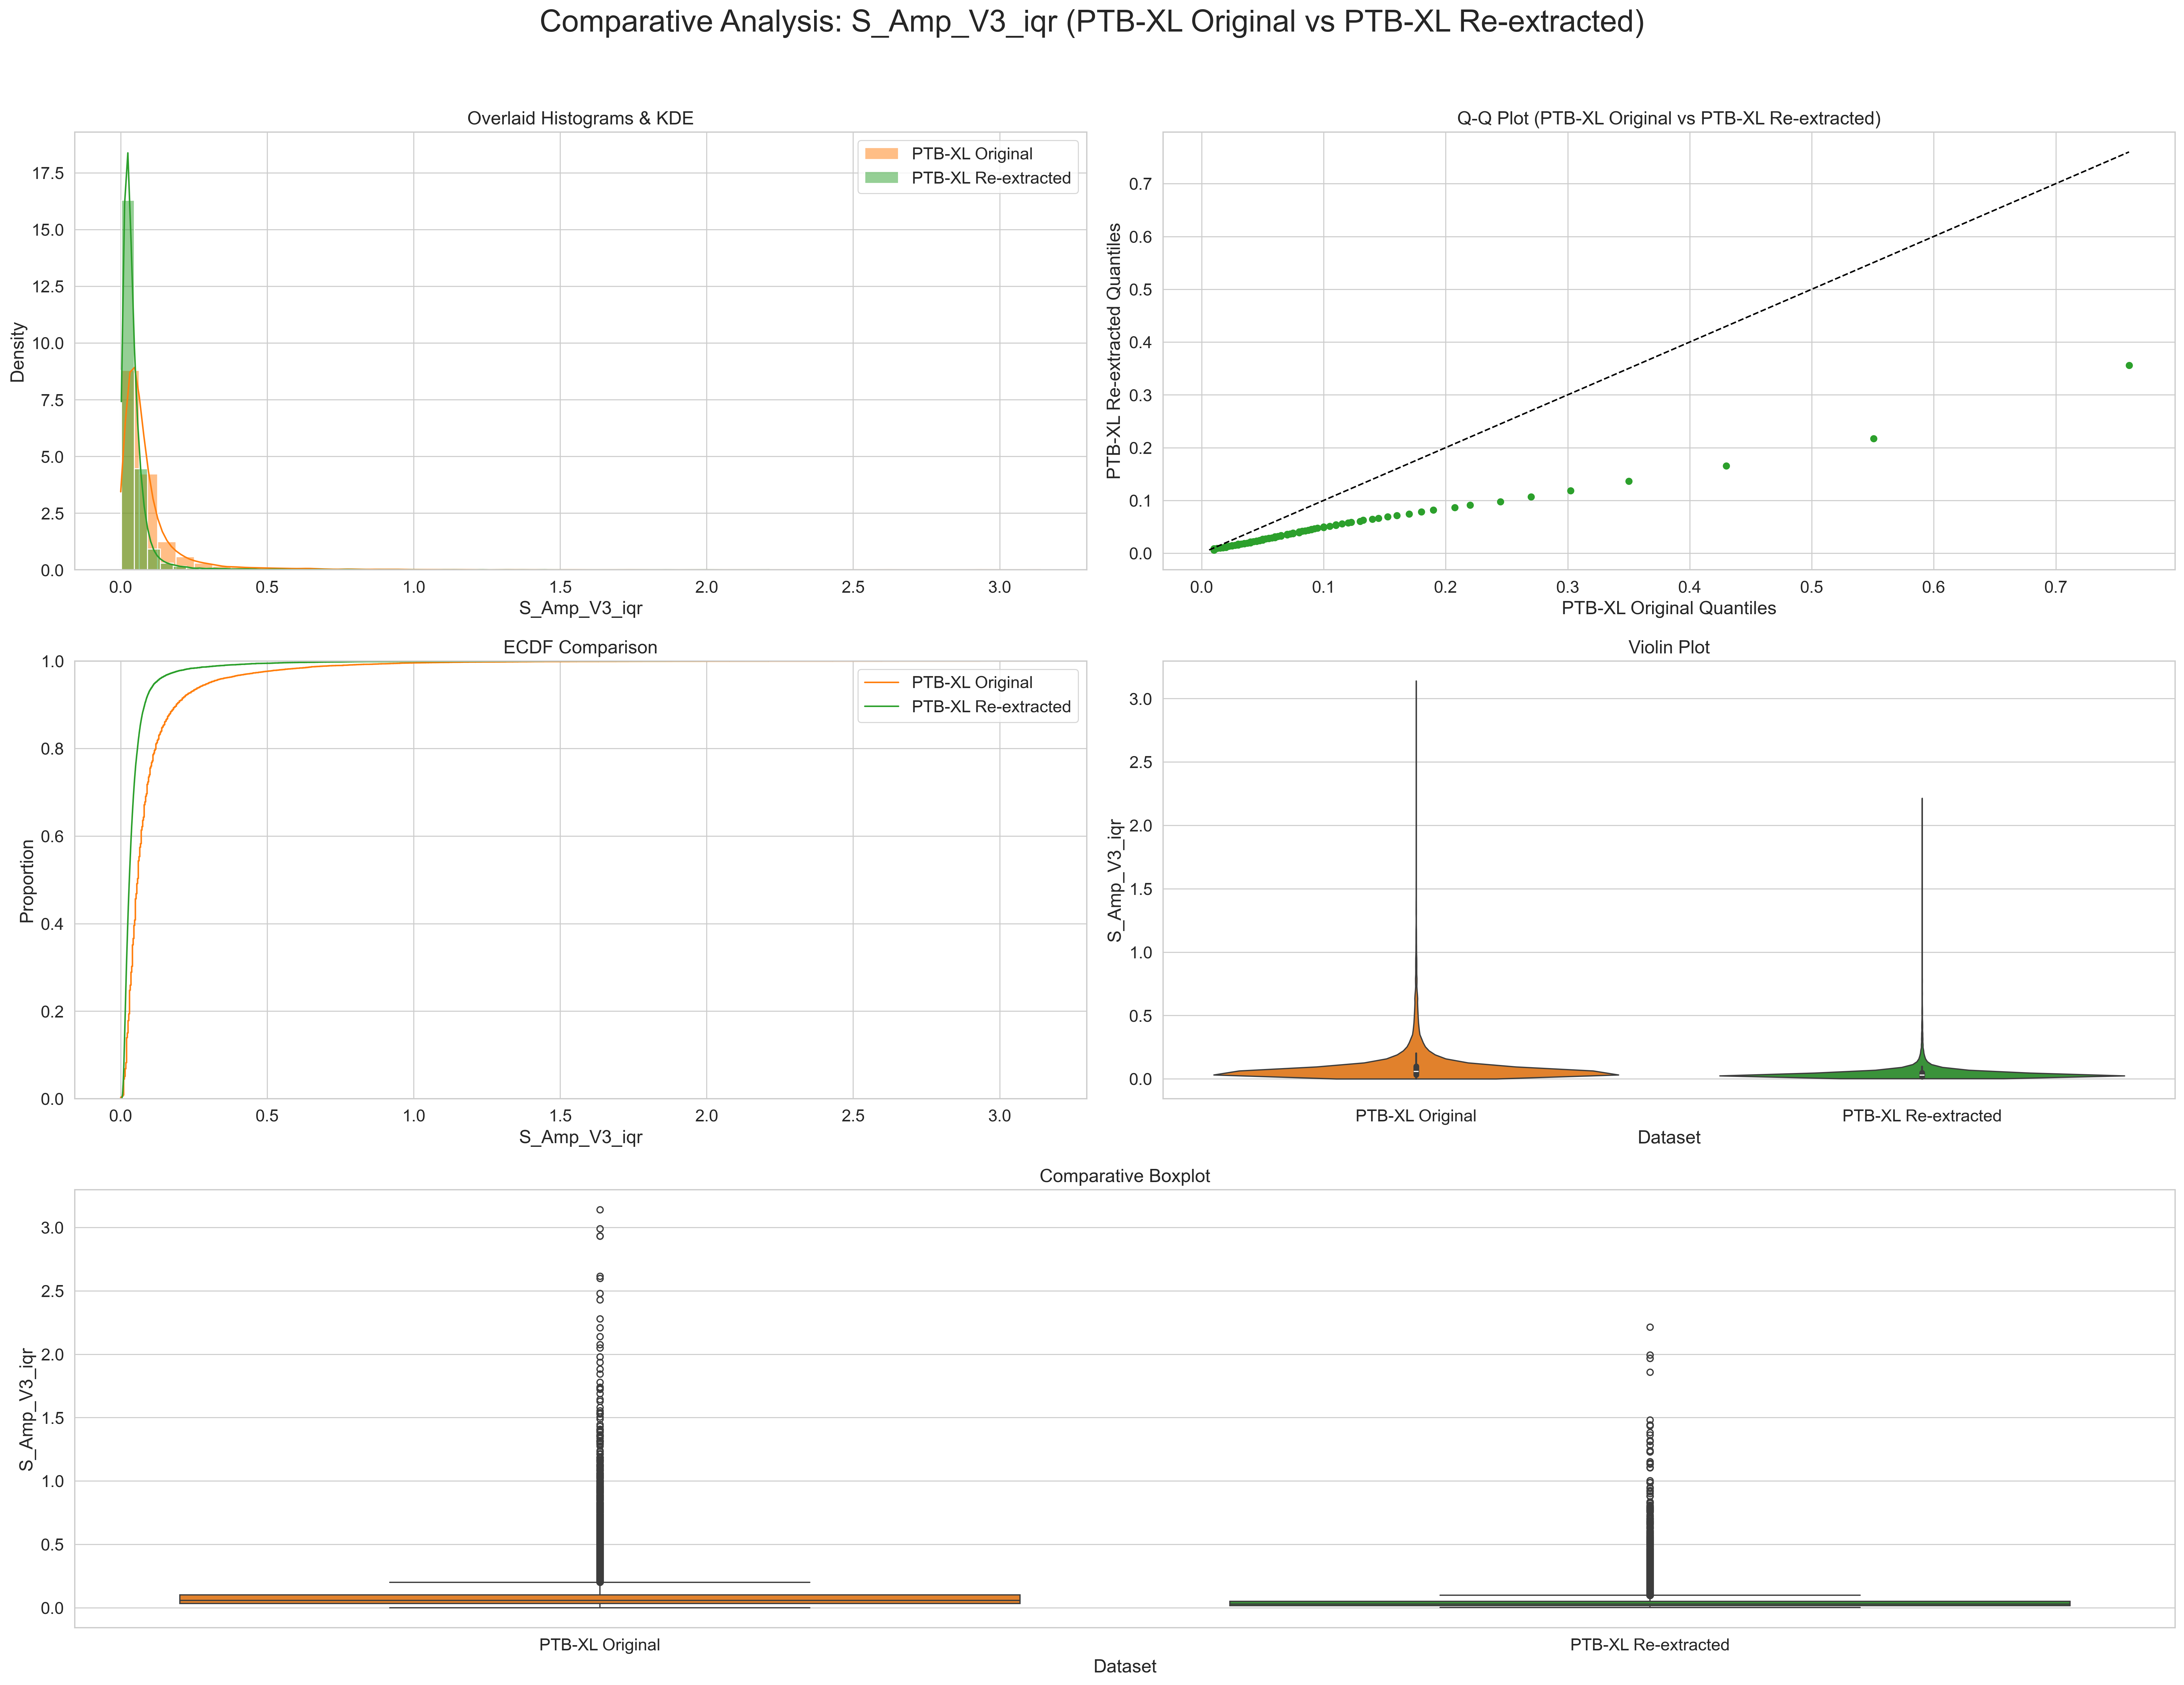 Comparative Analysis: S_Amp_V3_iqr (PTB-XL Original vs PTB-XL Re-extracted)
Overlaid Histograms & KDE
Density
17.5
15.0
12.5
10.0
7.5
5.0
2.5
0.0
0.0 0.5 1.0 1.5 2.0 2.5 3.0
S_Amp_V3_iqr
PTB-XL Original
PTB-XL Re-extracted
Q-Q Plot (PTB-XL Original vs PTB-XL Re-extracted)
PTB-XL Re-extracted Quantiles
0.7
0.6
0.5
0.4
0.3
0.2
0.1
0.0
0.0 0.1 0.2 0.3 0.4 0.5 0.6 0.7
PTB-XL Original Quantiles
ECDF Comparison
Proportion
1.0
0.8
0.6
0.4
0.2
0.0
0.0 0.5 1.0 1.5 2.0 2.5 3.0
S_Amp_V3_iqr
PTB-XL Original
PTB-XL Re-extracted
Violin Plot
S_Amp_V3_iqr
3.0
2.5
2.0
1.5
1.0
0.5
0.0
PTB-XL Original PTB-XL Re-extracted
Dataset
Comparative Boxplot
S_Amp_V3_iqr
3.0
2.5
2.0
1.5
1.0
0.5
0.0
PTB-XL Original PTB-XL Re-extracted
Dataset